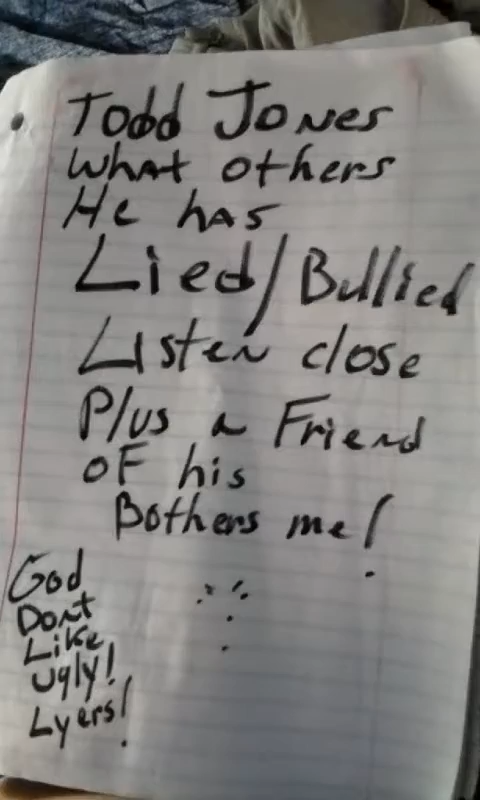 Todd Jones
What others
He has
Lied/Bullied
Listen close
Plus a Friend
OF his
Bothers me!
God
Dont
Like
Ugly!
Lyers!